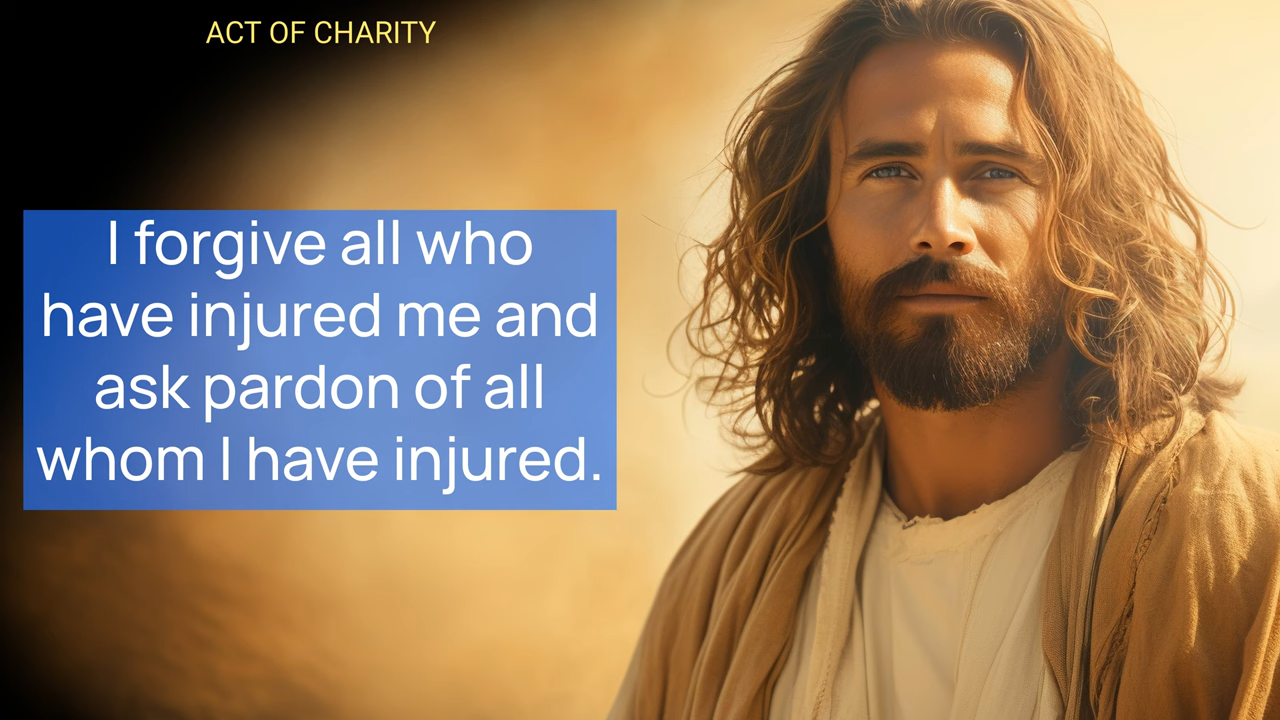 ACT OF CHARITY
I forgive all who
have injured me and
ask pardon of all
whom I have injured.